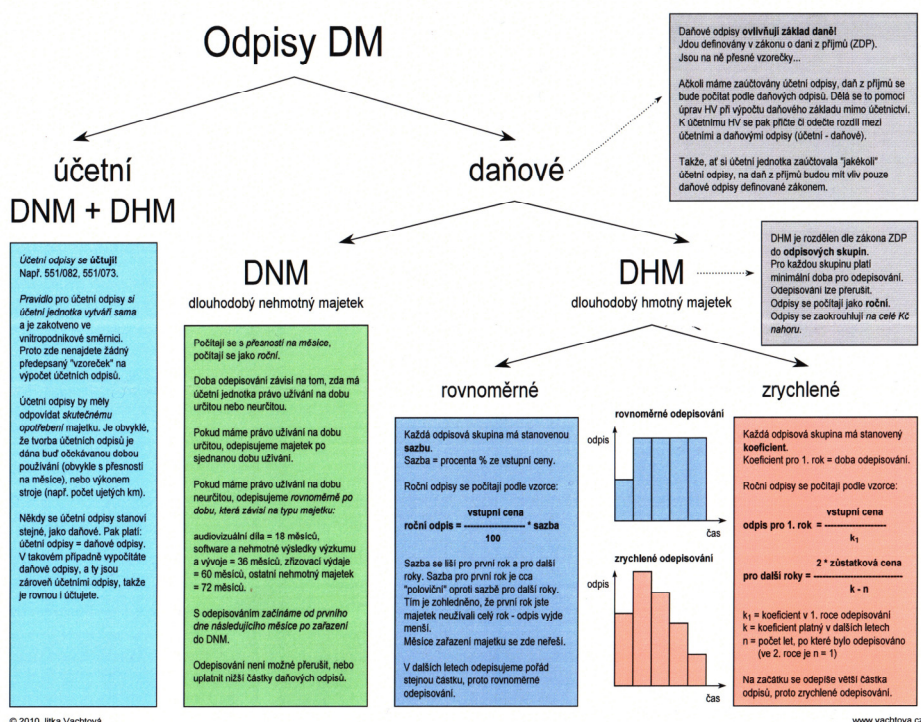 Odpisy DM
Daňové odpisy ovlivňují základ daně!
Jdou definovány v zákonu o dani z příjmů (ZDP).
Jsou na ně přesné vzorečky...
Ačkoli máme zaúčtovány účetní odpisy, daň z příjmů se
bude počítat podle daňových odpisů. Dělá se to pomocí
úprav HV při výpočtu daňového základu mimo účetnictví.
K účetnímu HV se pak přičte či odečte rozdíl mezi
účetními a daňovými odpisy (účetní - daňové).
Takže, ať si účetní jednotka zaúčtovala "jakékoli"
účetní odpisy, na daň z příjmů budou mít vliv pouze
daňové odpisy definované zákonem.
účetní
DNM + DHM
daňové
Účetní odpisy se účtují!
Např. 551/082, 551/073.
Pravidlo pro účetní odpisy si
účetní jednotka vytváří sama
a je zakotveno ve
vnitropodnikové směrnici.
Proto zde nenajdete žádný
předepsaný "vzoreček" na
výpočet účetních odpisů.
Účetní odpisy by měly
odpovídat skutečnému
opotřebení majetku. Je obvyklé,
že tvorba účetních odpisů je
dána buď očekávanou dobou
používání (obvykle s přesností
na měsíce), nebo výkonem
stroje (např. počet ujetých km).
Někdy se účetní odpisy stanoví
stejné, jako daňové. Pak platí:
účetní odpisy = daňové odpisy.
V takovém případně vypočítáte
daňové odpisy, a ty jsou
zároveň účetními odpisy, takže
je rovnou i účtujete.
DNM
dlouhodobý nehmotný majetek
Počítají se s přesností na měsíce,
počítají se jako roční.
Doba odepisování závisí na tom, zda má
účetní jednotka právo užívání na dobu
určitou nebo neurčitou.
Pokud máme právo užívání na dobu
určitou, odepisujeme majetek po
sjednanou dobu užívání.
Pokud máme právo užívání na dobu
neurčitou, odepisujeme rovnoměrně po
dobu, která závisí na typu majetku:
audiovizuální díla = 18 měsíců,
software a nehmotné výsledky výzkumu
a vývoje = 36 měsíců, zřizovací výdaje
= 60 měsíců, ostatní nehmotný majetek
= 72 měsíců.
S odepisováním začínáme od prvního
dne následujícího měsíce po zařazení
do DNM.
Odepisování není možné přerušit, nebo
uplatnit nižší částky daňových odpisů.
DHM
dlouhodobý hmotný majetek
DHM je rozdělen dle zákona ZDP
do odpisových skupin.
Pro každou skupinu platí
minimální doba pro odepisování.
Odepisování lze přerušit.
Odpisy se počítají jako roční.
Odpisy se zaokrouhlují na celé Kč
nahoru.
rovnoměrné
Každá odpisová skupina má stanovenou
sazbu.
Sazba = procenta % ze vstupní ceny.
Roční odpisy se počítají podle vzorce:
vstupní cena
roční odpis = -------------------- * sazba
100
Sazba se liší pro první rok a pro další
roky. Sazba pro první rok je cca
"poloviční" oproti sazbě pro další roky.
Tím je zohledněno, že první rok jste
majetek neužívali celý rok - odpis vyjde
menší.
Měsíce zařazení majetku se zde neřeší.
V dalších letech odepisujeme pořád
stejnou částku, proto rovnoměrné
odepisování.
rovnoměrné odepisování
odpis
čas
zrychlené odepisování
odpis
čas
zrychlené
Každá odpisová skupina má stanovený
koeficient.
Koeficient pro 1. rok = doba odepisování.
Roční odpisy se počítají podle vzorce:
vstupní cena
odpis pro 1. rok = --------------------
k1
2 * zůstatková cena
pro další roky = ----------------------------
k - n
k1 = koeficient v 1. roce odepisování
k = koeficient platný v dalších letech
n = počet let, po které bylo odepisováno
(ve 2. roce je n = 1)
Na začátku se odepíše větší částka
odpisů, proto zrychlené odepisování.
© 2010 Jitka Vachtová
www.vachtova.cz